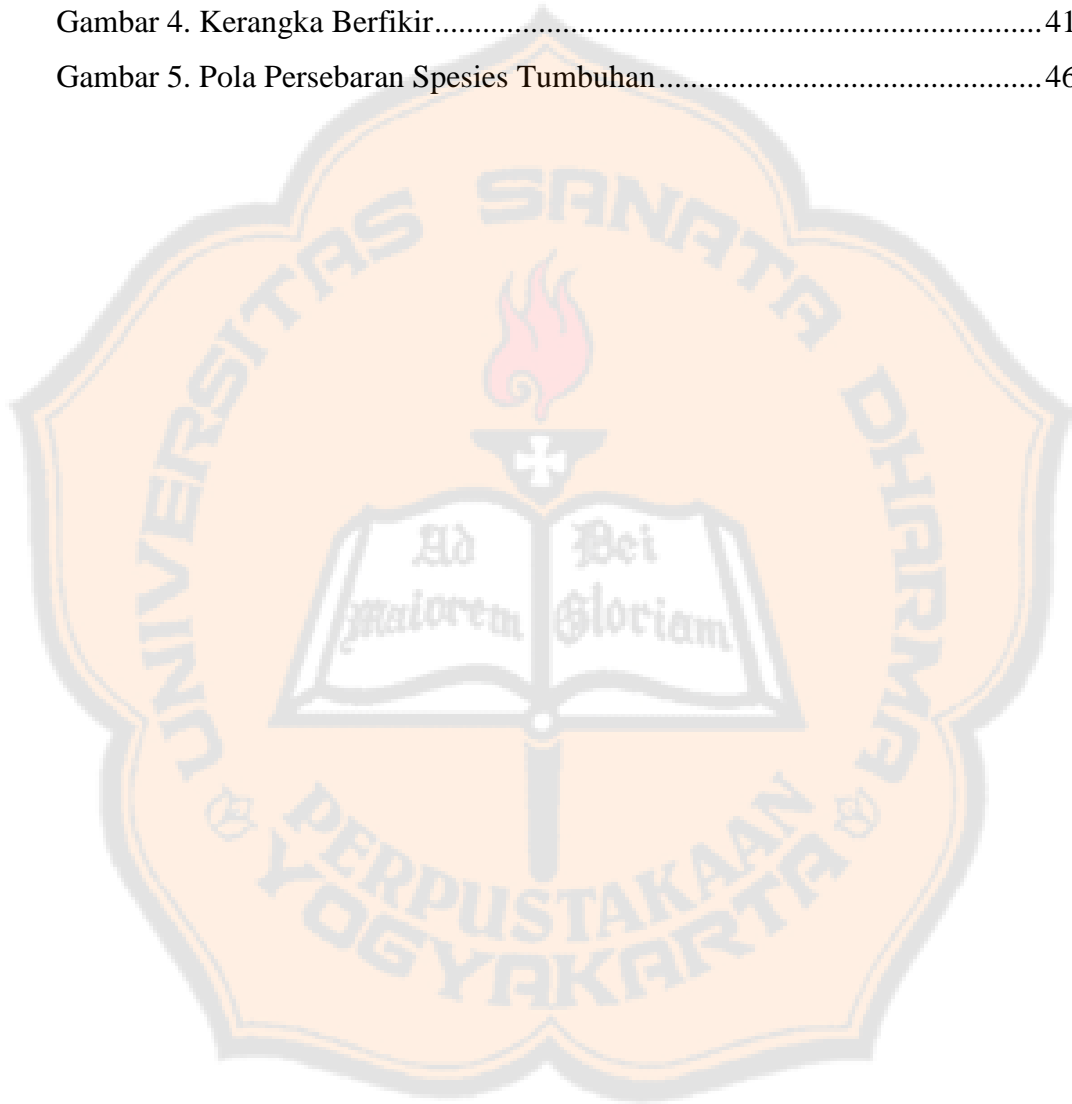 Gambar 4. Kerangka Berfikir............................................................................41
Gambar 5. Pola Persebaran Spesies Tumbuhan................................................46
UNIVERSITAS SANATA DHARMA
Ad Dei
Maiorem Gloriam
PERPUSTAKAAN
YOGYAKARTA